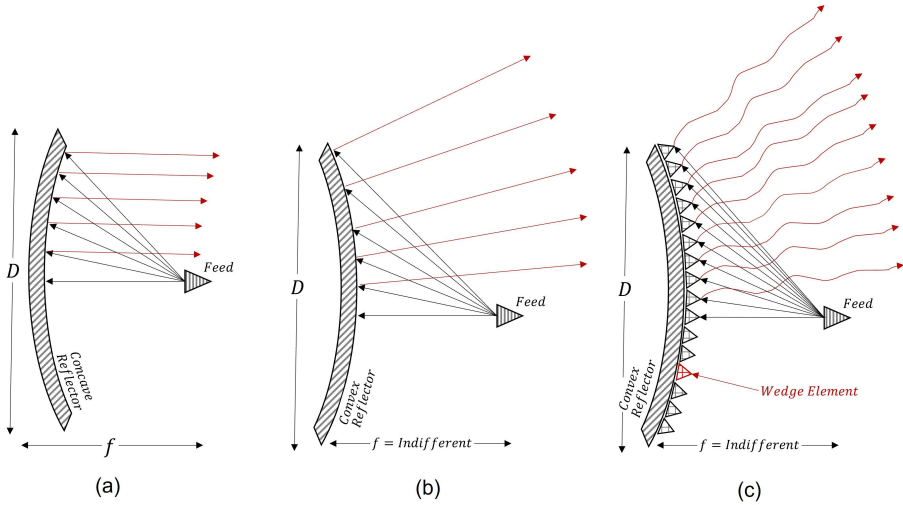 D
Feed
Concave
Reflector
f
(a)
D
Feed
Convex
Reflector
f = Indifferent
(b)
D
Feed
Wedge Element
Convex
Reflector
f = Indifferent
(c)